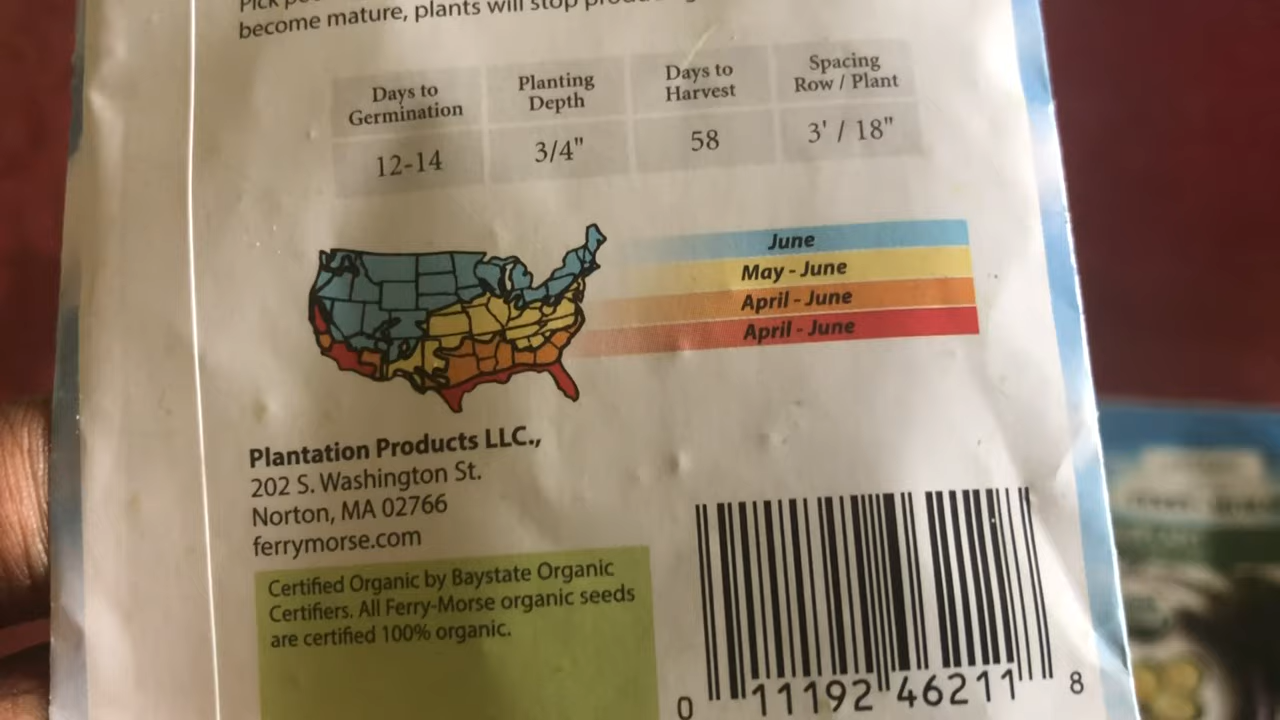 Pick
become mature, plants will stop
Days to Germination
Planting Depth
Days to Harvest
Spacing Row / Plant
12-14
3/4"
58
3' / 18"
June
May - June
April - June
April - June
Plantation Products LLC.,
202 S. Washington St.
Norton, MA 02766
ferrymorse.com
Certified Organic by Baystate Organic
Certifiers. All Ferry-Morse organic seeds
are certified 100% organic.
0 11192 46211 8